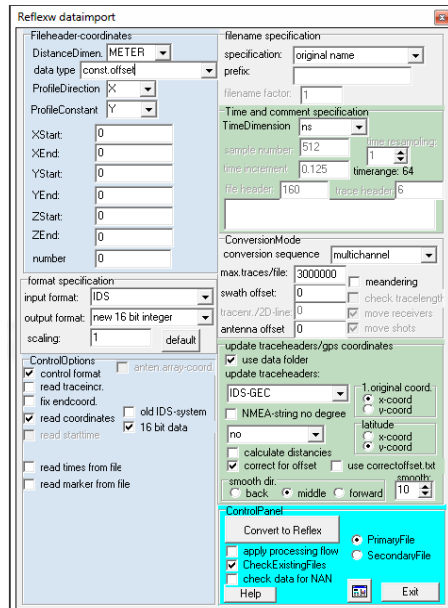 Reflexw dataimport
Fileheader-coordinates
DistanceDimen. METER
data type const.offset
ProfileDirection X
ProfileConstant Y
XStart: 0
XEnd: 0
YStart: 0
YEnd: 0
ZStart: 0
ZEnd: 0
number 0
format specification
input format: IDS
output format: new 16 bit integer
scaling: 1 default
ControlOptions
control format anten.array-coord.
read traceincr.
fix endcoord.
read coordinates old IDS-system
read starttime 16 bit data
read times from file
read marker from file
filename specification
specification: original name
prefix:
filename factor: 1
Time and comment specification
TimeDimension ns
sample number 512 time resampling:
1
time increment 0.125 timerange: 64
file header: 160 trace header: 6
ConversionMode
conversion sequence multichannel
max.traces/file: 3000000 meandering
swath offset: 0 check tracelength
tracenr./2D-line: 0 move receivers
antenna offset 0 move shots
update traceheaders/gps coordinates
use data folder
update traceheaders:
IDS-GEC 1.original coord.
x-coord
y-coord
NMEA-string no degree
no latitude
x-coord
y-coord
calculate distancies
correct for offset use correctoffset.txt
smooth dir. smooth:
back middle forward 10
ControlPanel
Convert to Reflex PrimaryFile
SecondaryFile
apply processing flow
CheckExistingFiles
check data for NAN
Help Exit